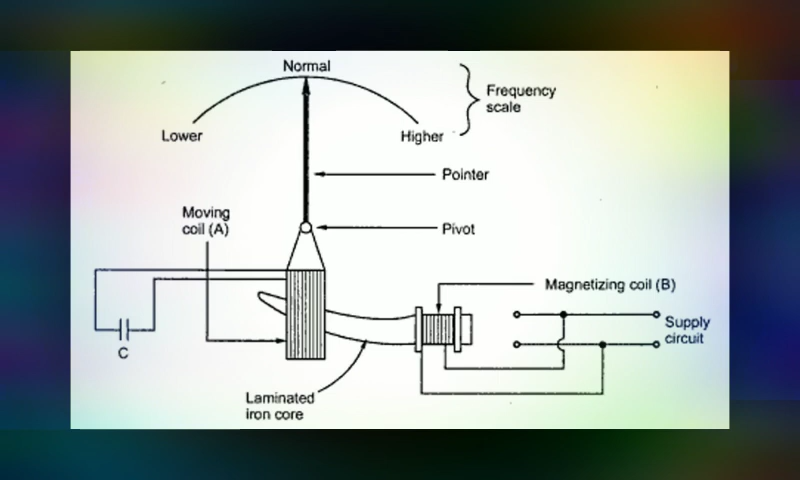 Normal
Frequency
scale
Lower
Higher
Pointer
Moving
coil (A)
Pivot
Magnetizing coil (B)
Supply
circuit
C
Laminated
iron core